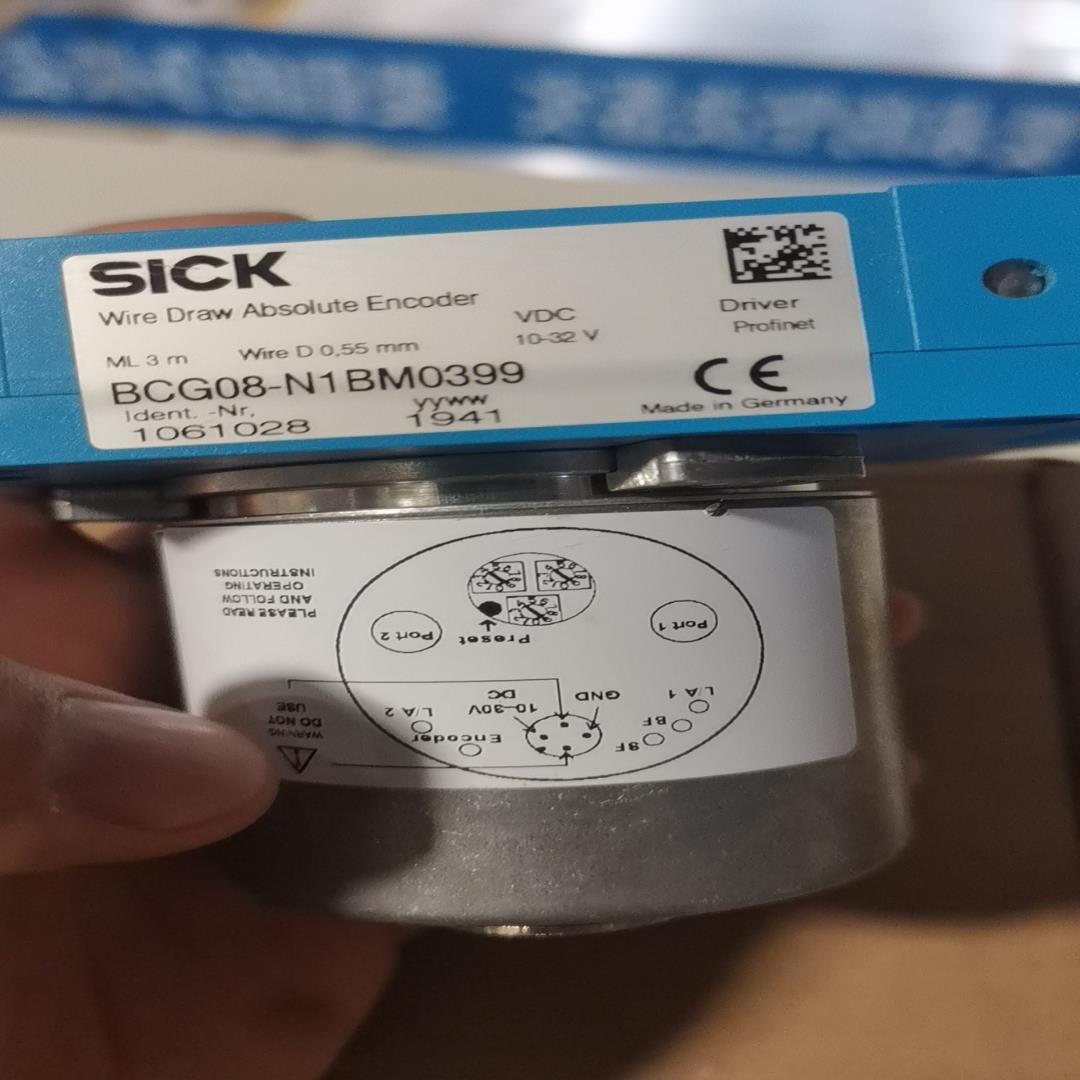 SICK
Wire Draw Absolute Encoder
ML 3 m
Wire D 0,55 mm
VDC
10-32 V
BCG08-N1BM0399
Ident. -Nr,
1061028
yyww
1941
Driver
Profinet
CE
Made in Germany
WARNING
DO NOT
USE
Encoder
L/A 2
10-30V
DC
GND
SF
BF
L/A 1
Preset
Port 1
Port 2
PLEASE READ
AND FOLLOW
OPERATING
INSTRUCTIONS